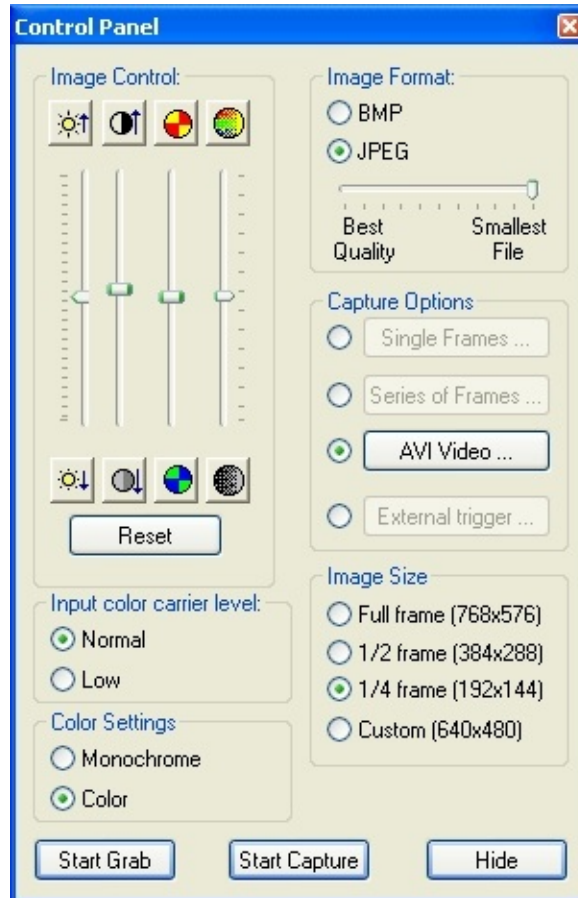 Control Panel
Image Control:
Reset
Input color carrier level:
Normal
Low
Color Settings
Monochrome
Color
Image Format:
BMP
JPEG
Best Quality
Smallest File
Capture Options
Single Frames ...
Series of Frames ...
AVI Video ...
External trigger ...
Image Size
Full frame (768x576)
1/2 frame (384x288)
1/4 frame (192x144)
Custom (640x480)
Start Grab
Start Capture
Hide